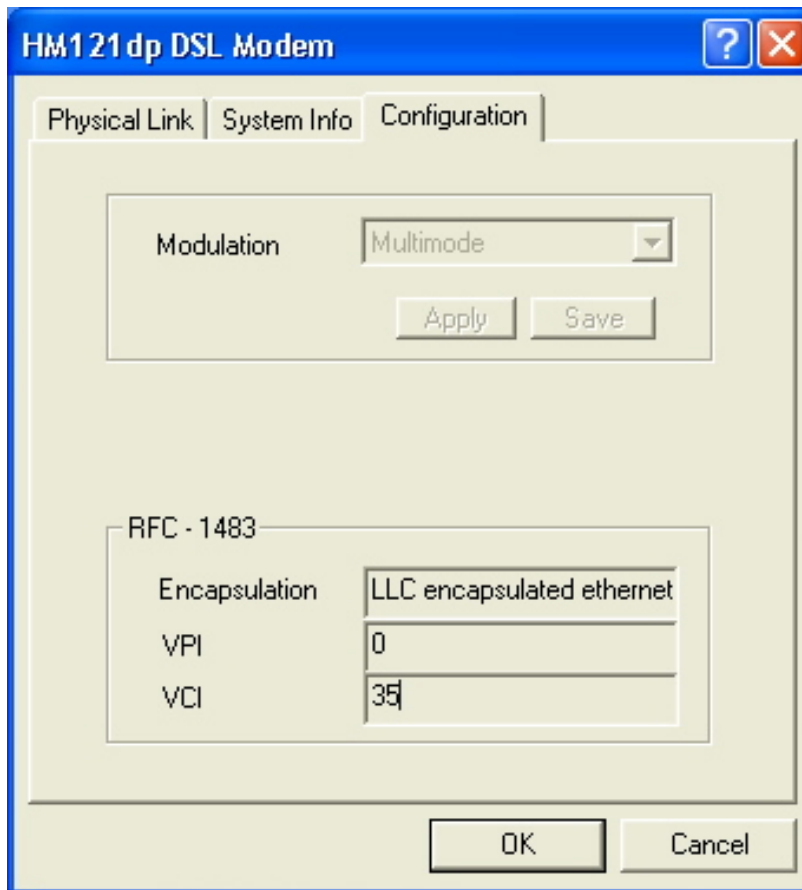 HM121dp DSL Modem
?
Physical Link System Info Configuration
Modulation Multimode
Apply Save
RFC - 1483
Encapsulation LLC encapsulated ethernet
VPI 0
VCI 35
OK Cancel